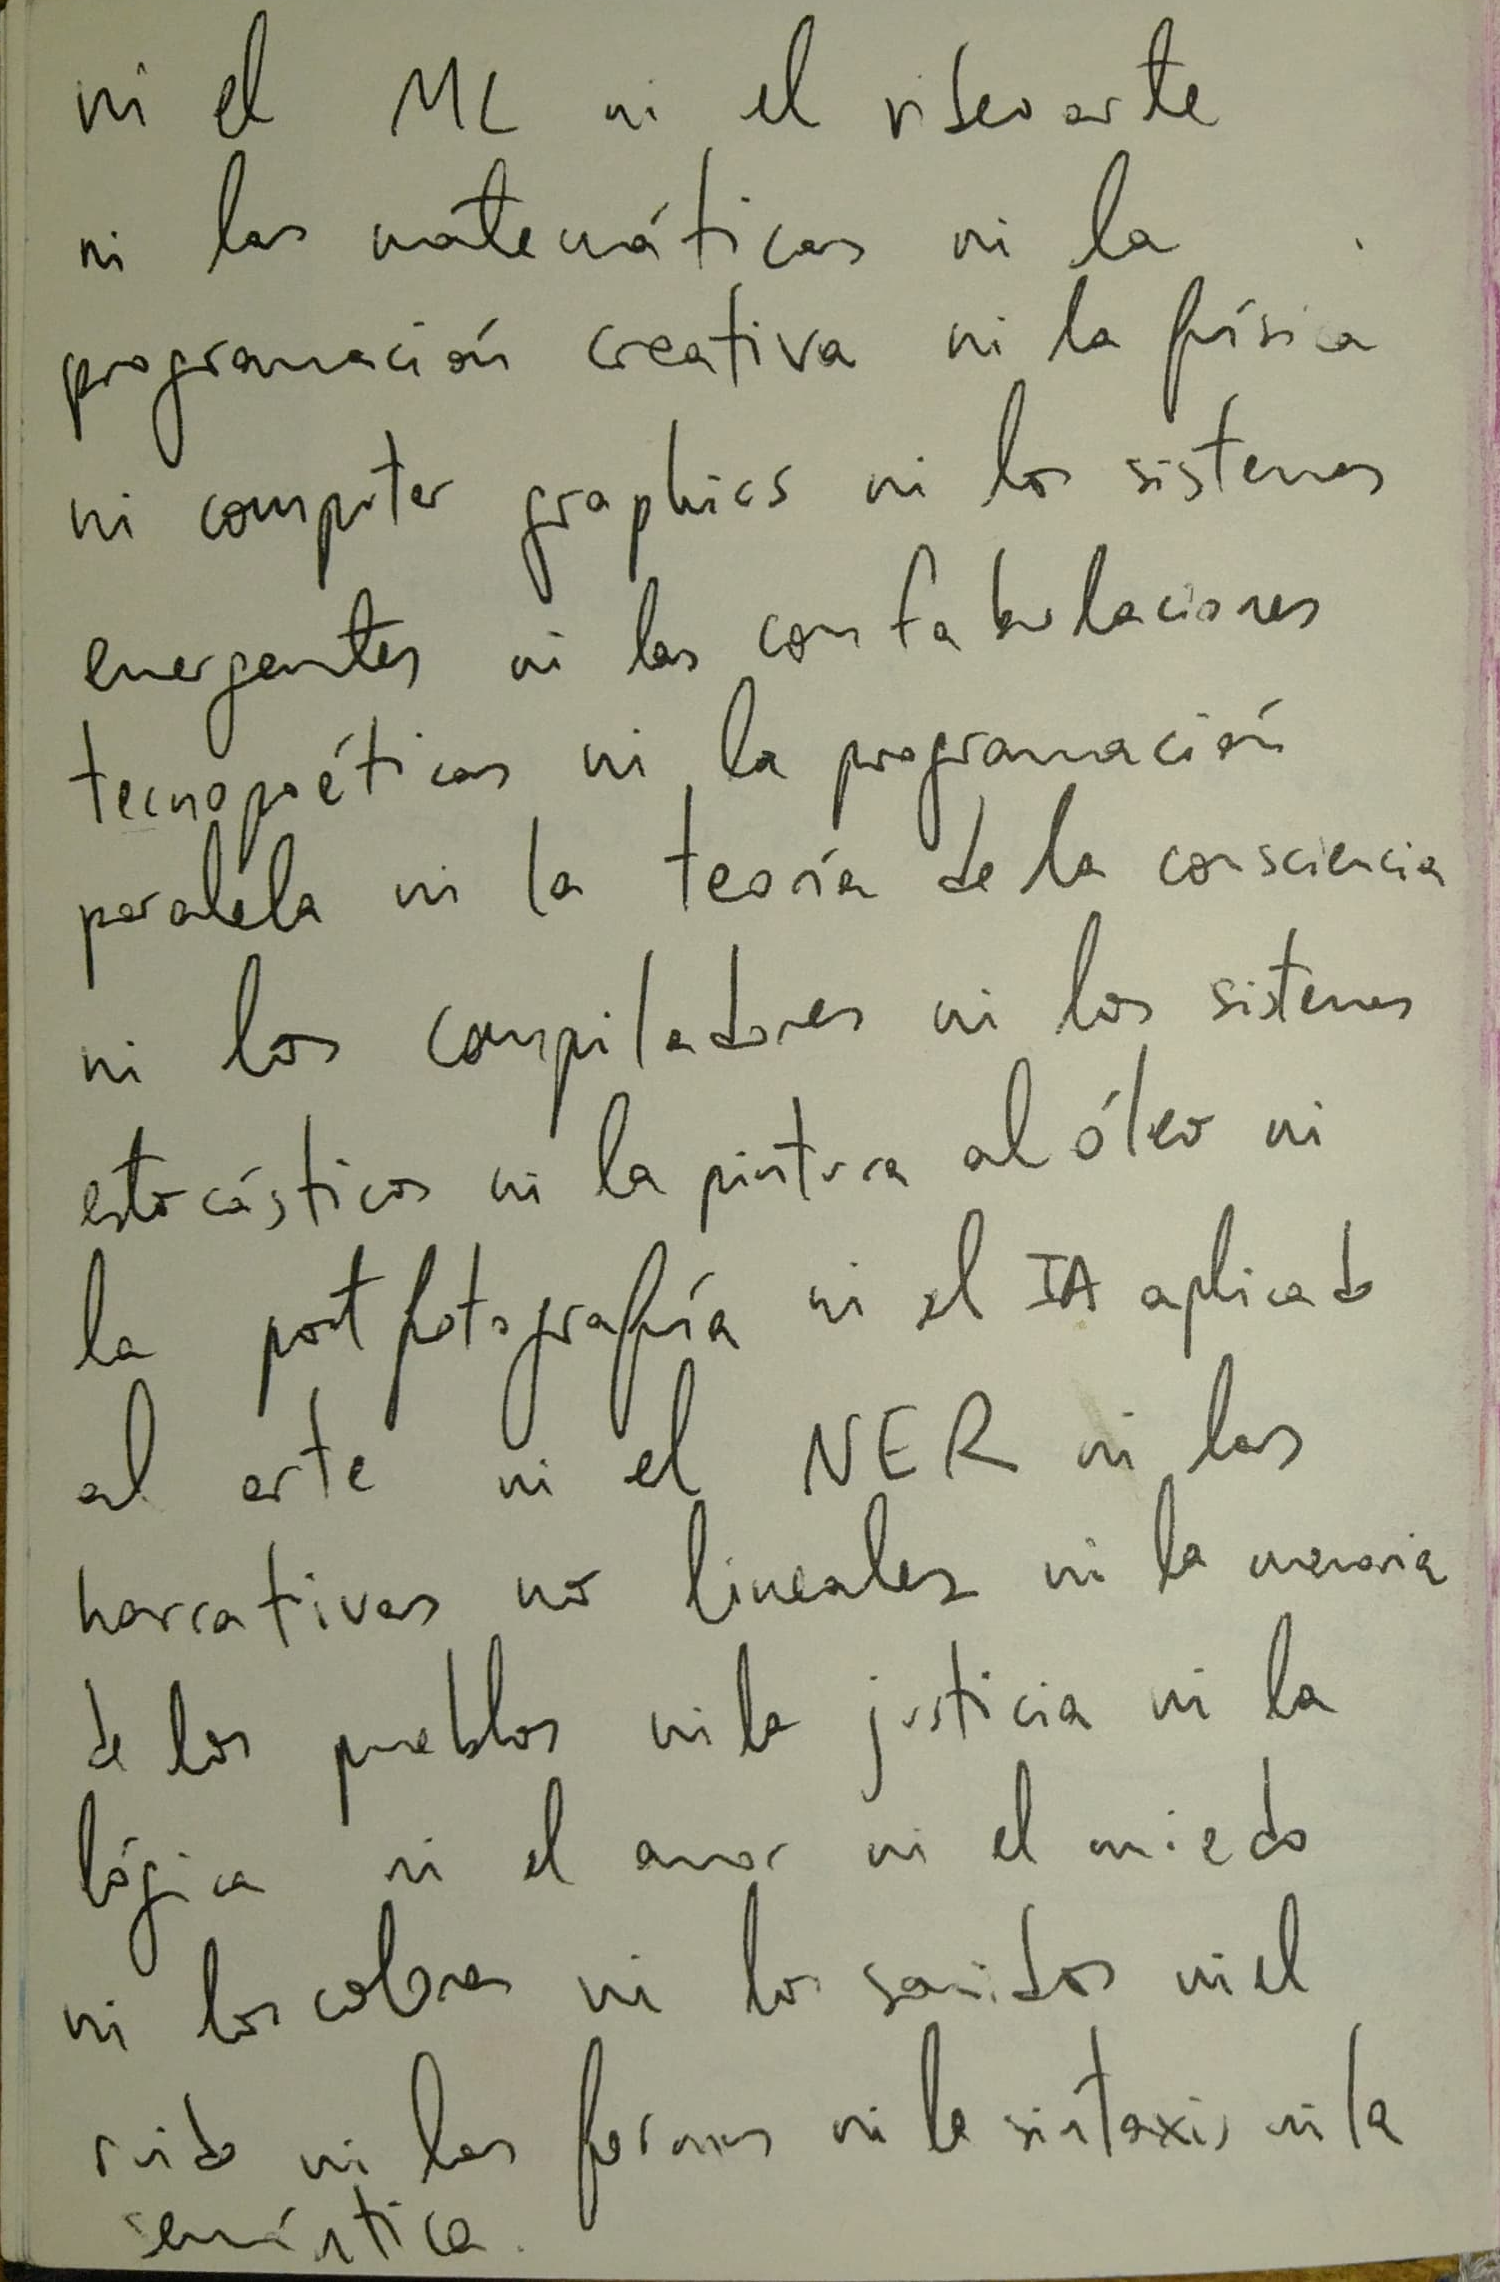 ni el ML ni el videoarte
ni las matemáticas ni la
programación creativa ni la física
ni computer graphics ni los sistemas
emergentes ni las confabulaciones
tecnopoéticas ni la programación
paralela ni la teoría de la consciencia
ni los compiladores ni los sistemas
estocásticos ni la pintura al óleo ni
la postfotografía ni el IA aplicado
al arte ni el NER ni las
narrativas no lineales ni la memoria
de los pueblos ni la justicia ni la
lógica ni el amor ni el miedo
ni los colores ni los sonidos ni el
ruido ni las formas ni la sintaxis ni la
semántica.